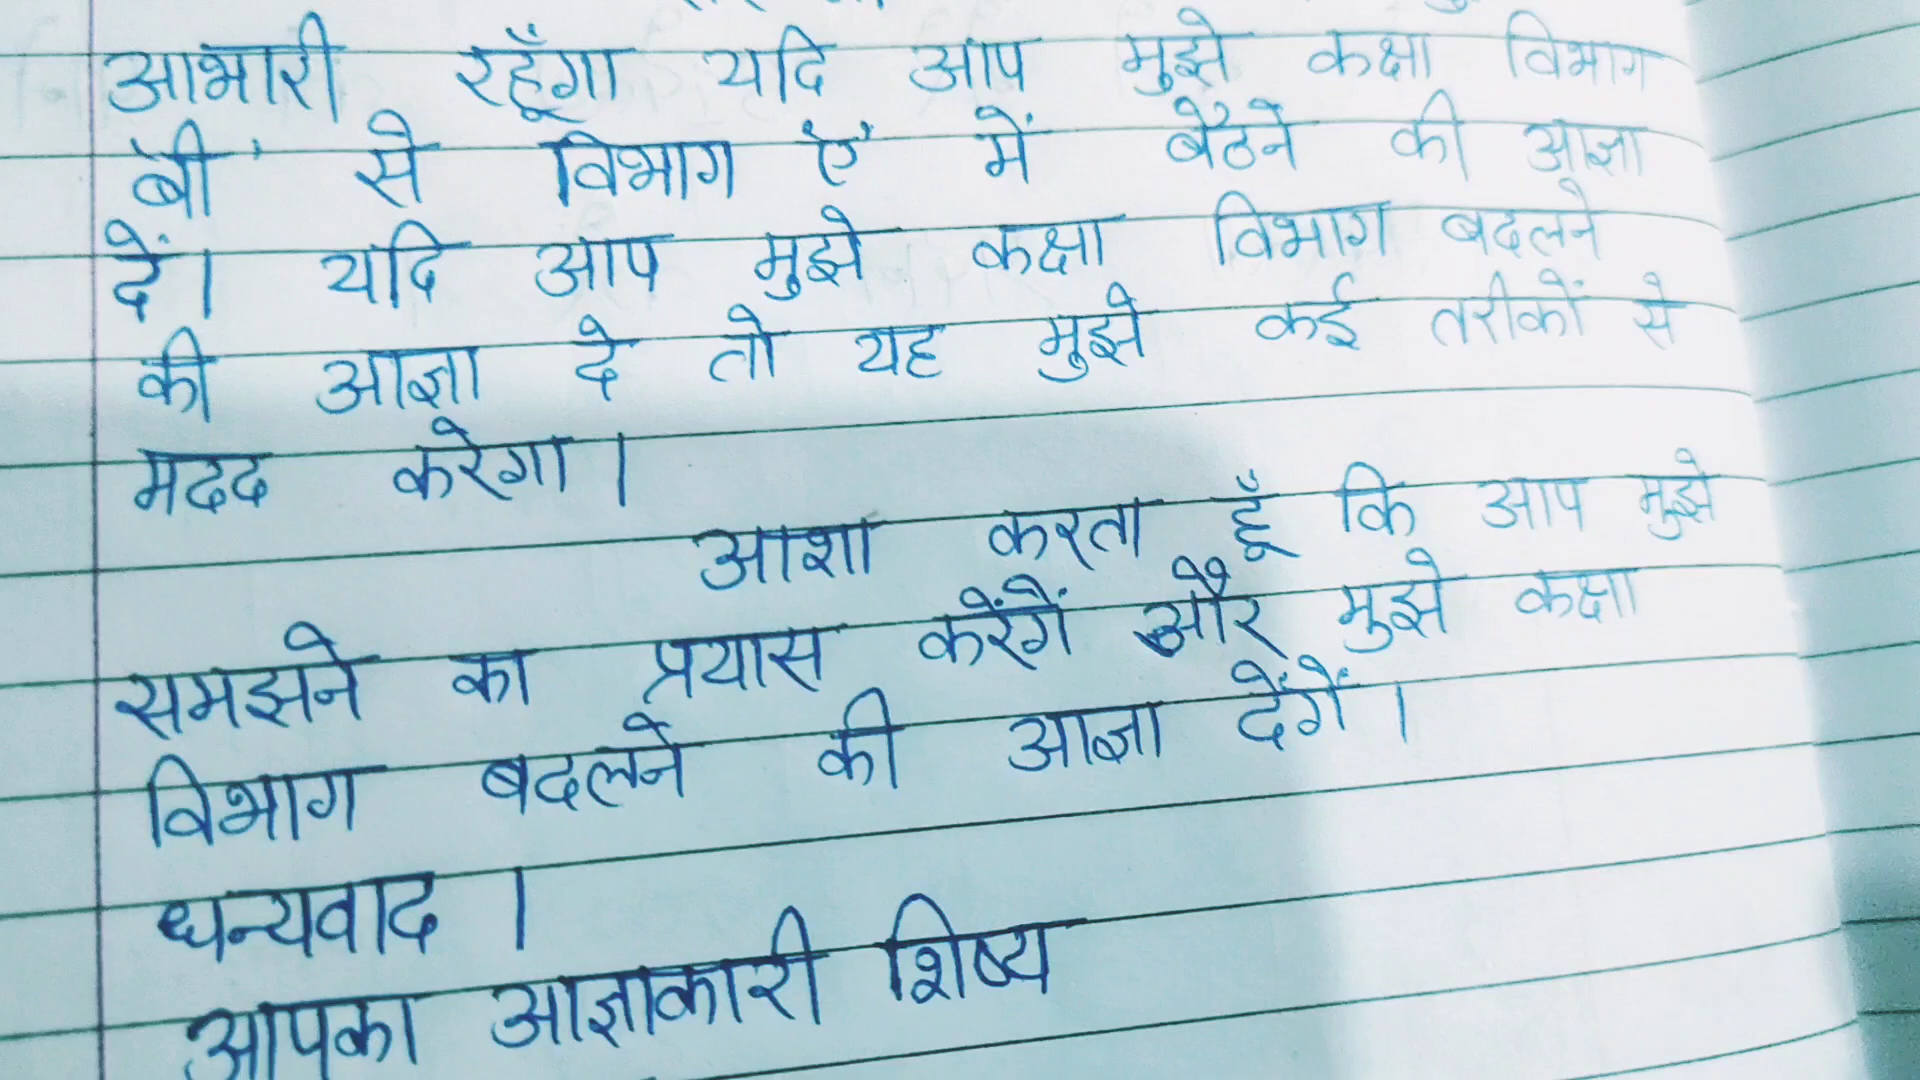 आभारी रहूँगा यदि आप मुझे कक्षा विभाग
'बी' से विभाग 'ए' में बैठने की आज्ञा
दें। यदि आप मुझे कक्षा विभाग बदलने
की आज्ञा दे तो यह मुझे कई तरीकों से
मदद करेगा।
आशा करता हूँ कि आप मुझे
समझने का प्रयास करेंगें और मुझे कक्षा
विभाग बदलने की आज्ञा देंगें।
धन्यवाद।
आपका आज्ञाकारी शिष्य